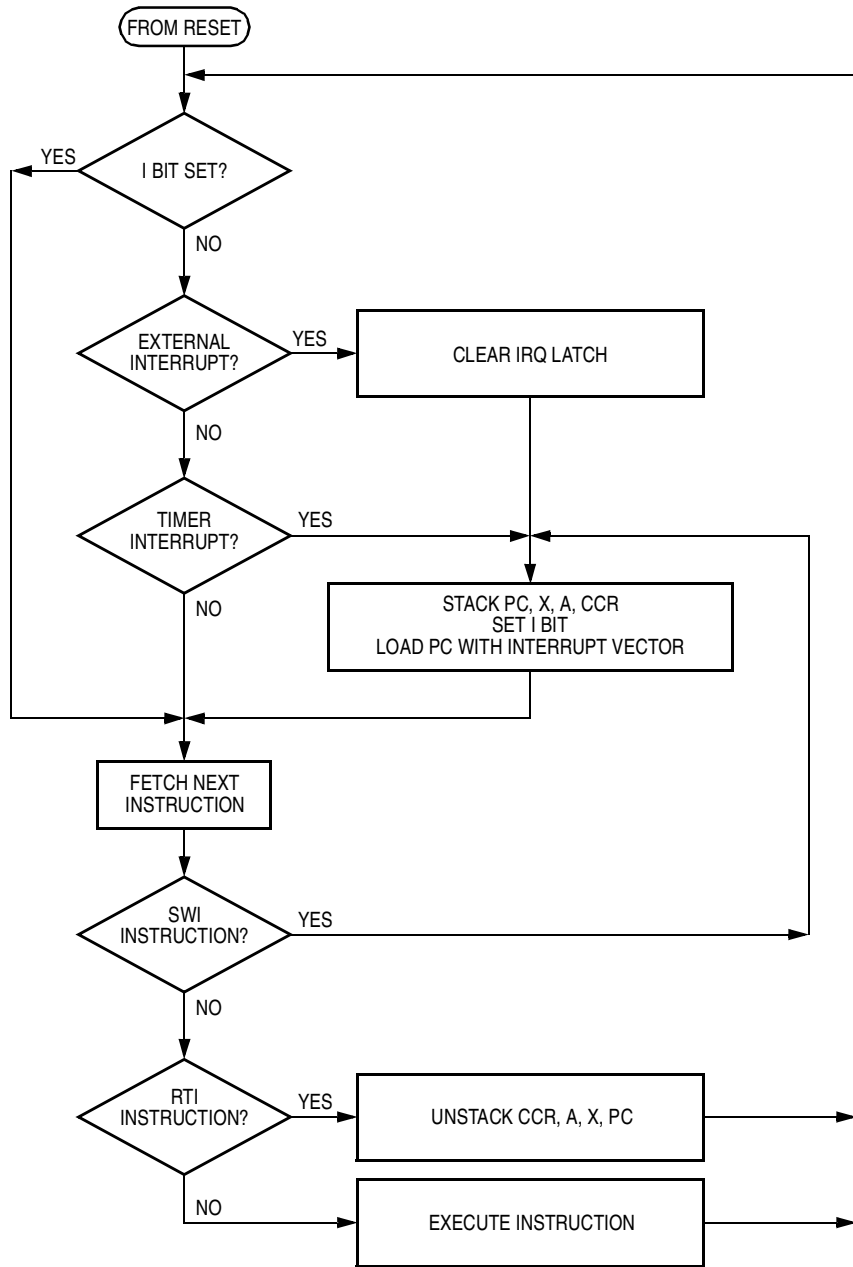 FROM RESET
I BIT SET?
YES
NO
EXTERNAL
INTERRUPT?
YES
CLEAR IRQ LATCH
NO
TIMER
INTERRUPT?
YES
NO
STACK PC, X, A, CCR
SET I BIT
LOAD PC WITH INTERRUPT VECTOR
FETCH NEXT
INSTRUCTION
SWI
INSTRUCTION?
YES
NO
RTI
INSTRUCTION?
YES
UNSTACK CCR, A, X, PC
NO
EXECUTE INSTRUCTION